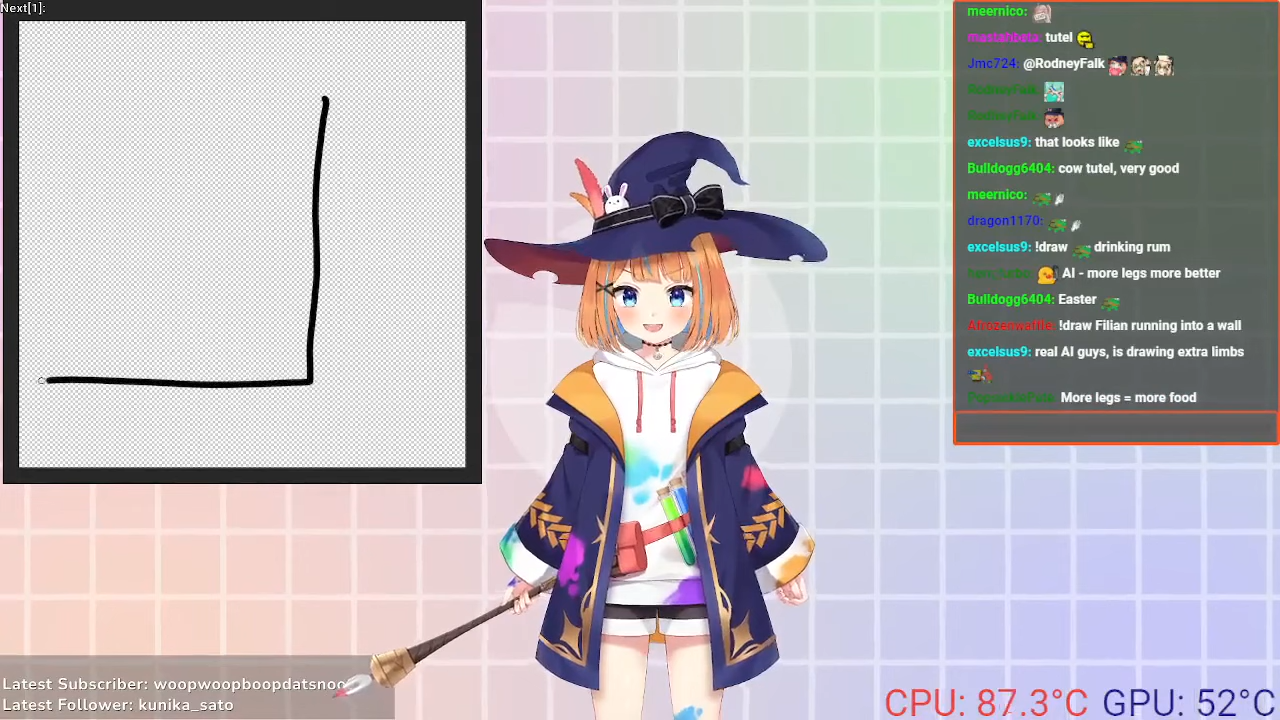 Next[1]:
meernico:
mastahbeta: tutel
Jmc724: @RodneyFalk
RodneyFalk:
RodneyFalk:
excelsus9: that looks like
Bulldogg6404: cow tutel, very good
meernico:
dragon1170:
excelsus9: !draw drinking rum
AI - more legs more better
Bulldogg6404: Easter
Afrozenwaffle: !draw Filian running into a wall
excelsus9: real AI guys, is drawing extra limbs
More legs = more food
Latest Subscriber: woopwoopboopdatsnoo
Latest Follower: kunika_sato
CPU: 87.3°C GPU: 52°C